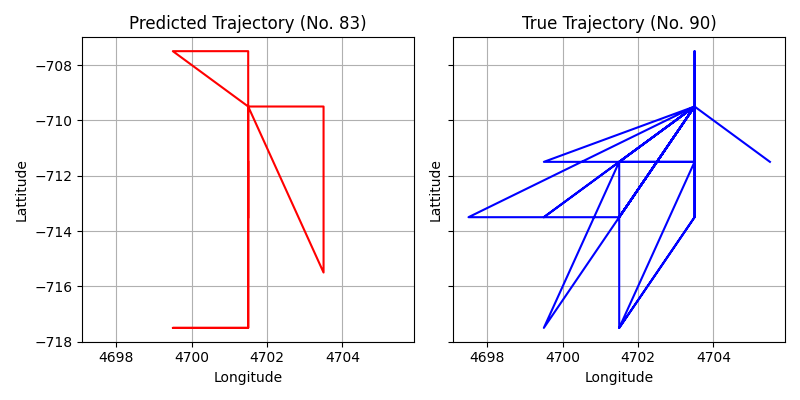 Predicted Trajectory (No. 83)
True Trajectory (No. 90)
Lattitude
−708
−710
−712
−714
−716
−718
4698
4700
4702
4704
Longitude
Lattitude
4698
4700
4702
4704
Longitude